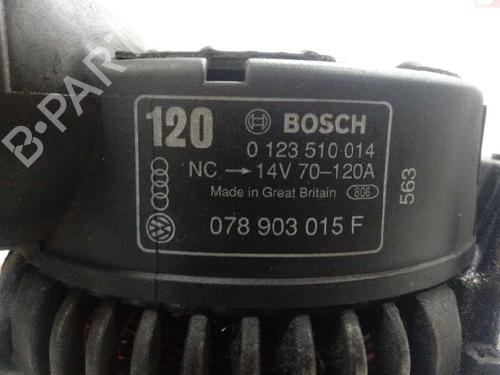 B-PARTS
120 BOSCH
0 123 510 014
NC → 14V 70-120A
Made in Great Britain 806
078 903 015 F
563